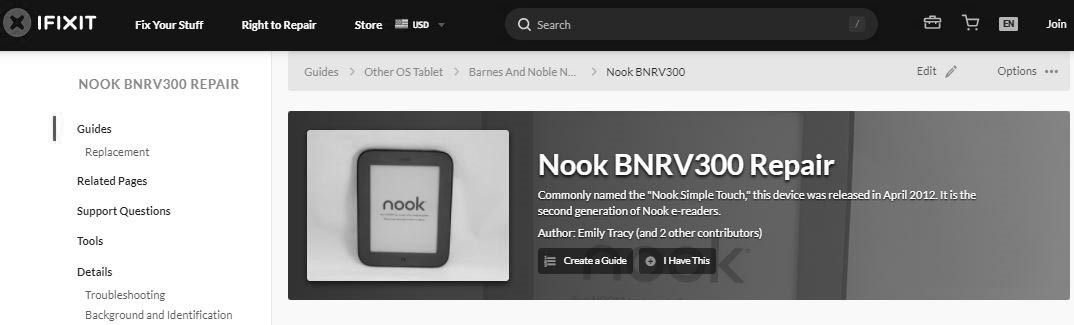 IFIXIT Fix Your Stuff Right to Repair Store USD Search / EN Join
NOOK BNRV300 REPAIR
Guides
Replacement
Related Pages
Support Questions
Tools
Details
Troubleshooting
Background and Identification
Guides Other OS Tablet Barnes And Noble N... Nook BNRV300 Edit Options
nook
Nook BNRV300 Repair
Commonly named the "Nook Simple Touch," this device was released in April 2012. It is the
second generation of Nook e-readers.
Author: Emily Tracy (and 2 other contributors)
Create a Guide I Have This
nook